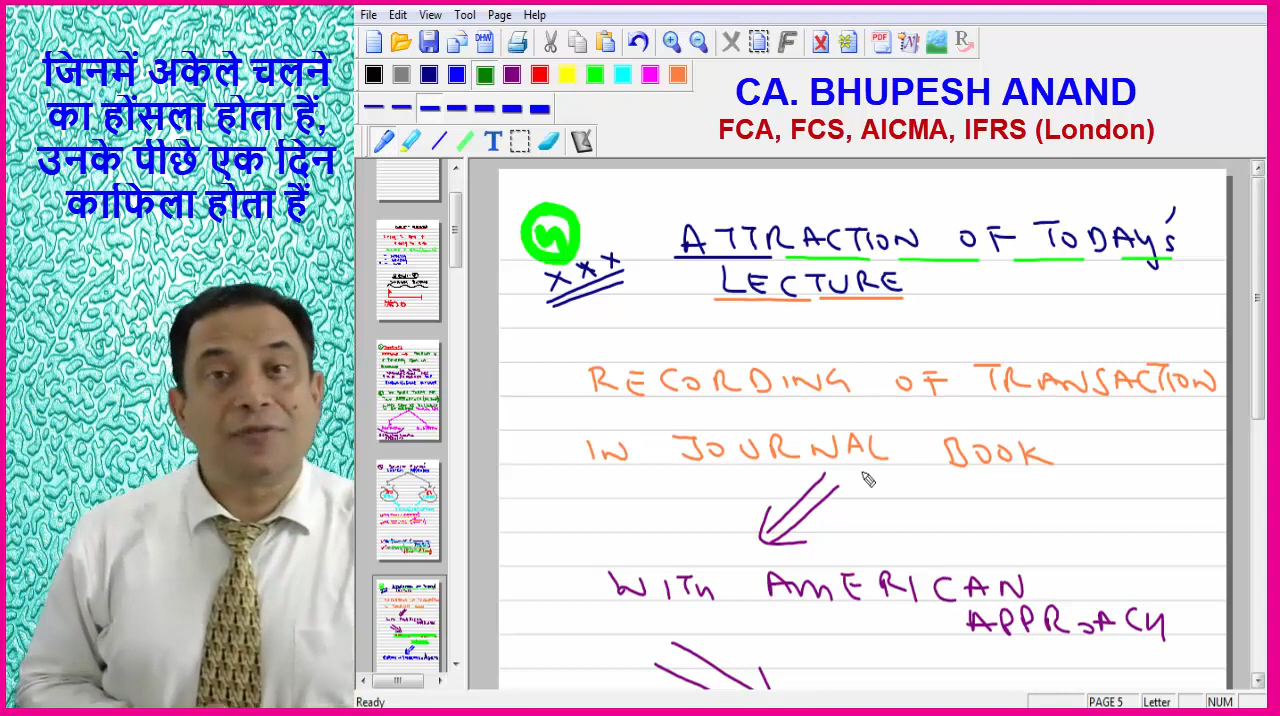 जिनमें अकेले चलने
का होंसला होता हैं,
उनके पीछे एक दिन
काफिला होता हैं
File Edit View Tool Page Help
DHW
PDF
CA. BHUPESH ANAND
FCA, FCS, AICMA, IFRS (London)
ATTRACTION OF TODAY's
LECTURE
RECORDING OF TRANSACTION
IN JOURNAL BOOK
WITH AMERICAN
APPROACH
Ready PAGE 5 Letter NUM